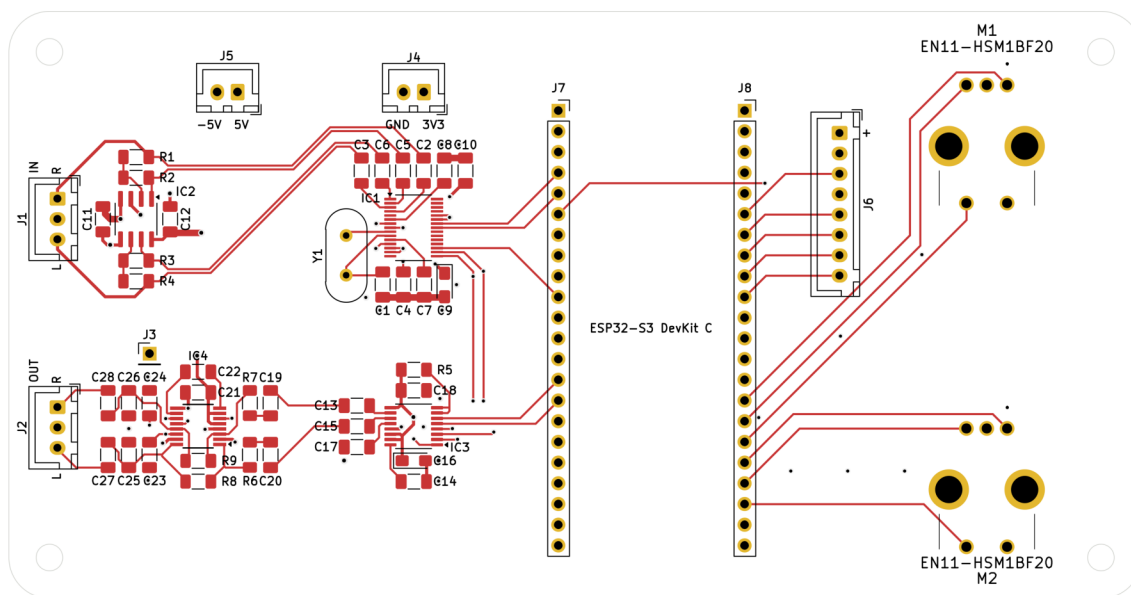 M1
EN11-HSM1BF20
J5
J4
J7
J8
-5V 5V
GND 3V3
+
IN
R
R1
C3 C6 C5 C2 C8 C10
R2
IC2
IC1
J1
C11
C12
J6
Y1
L
R3
R4
C1 C4 C7 C9
ESP32-S3 DevKit C
J3
OUT
R
IC4
C22
R5
C28 C26 C24
C21
R7 C19
C18
C13
J2
C15
C17
IC3
L
R9
C16
C27 C25 C23
R8
R6 C20
C14
EN11-HSM1BF20
M2